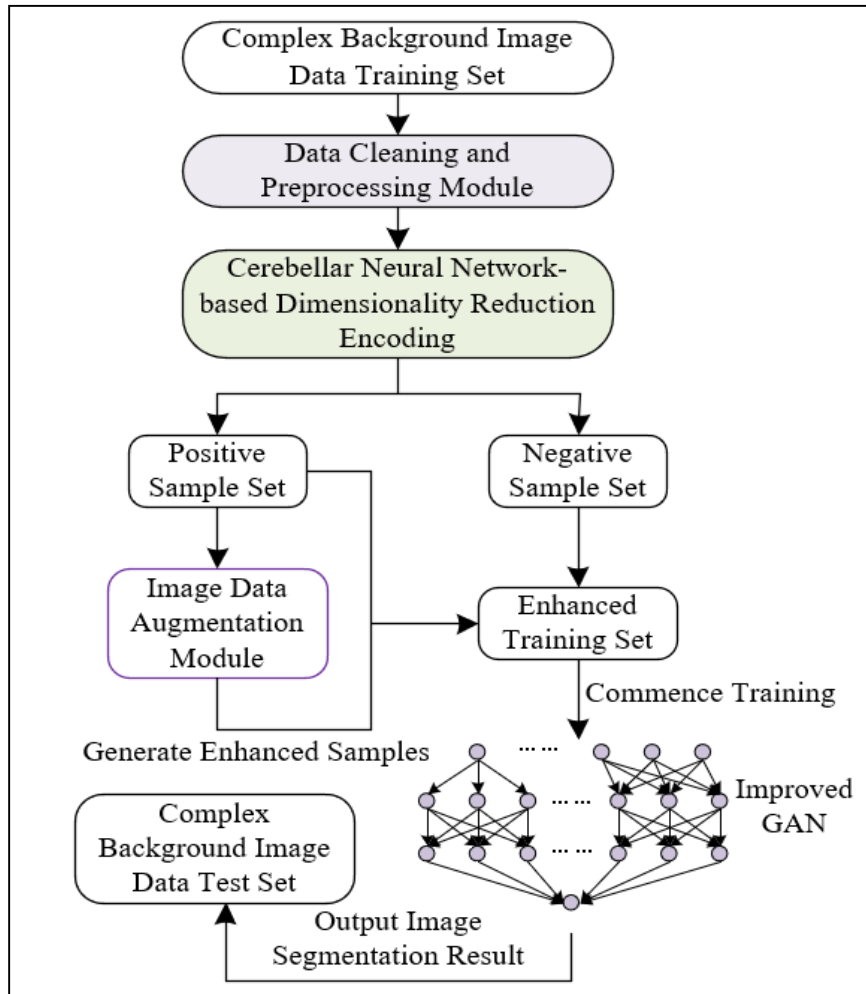 Complex Background Image
Data Training Set
Data Cleaning and
Preprocessing Module
Cerebellar Neural Network-
based Dimensionality Reduction
Encoding
Positive
Sample Set
Negative
Sample Set
Image Data
Augmentation
Module
Enhanced
Training Set
Commence Training
Generate Enhanced Samples
... ...
... ...
... ...
Improved
GAN
Complex
Background Image
Data Test Set
Output Image
Segmentation Result